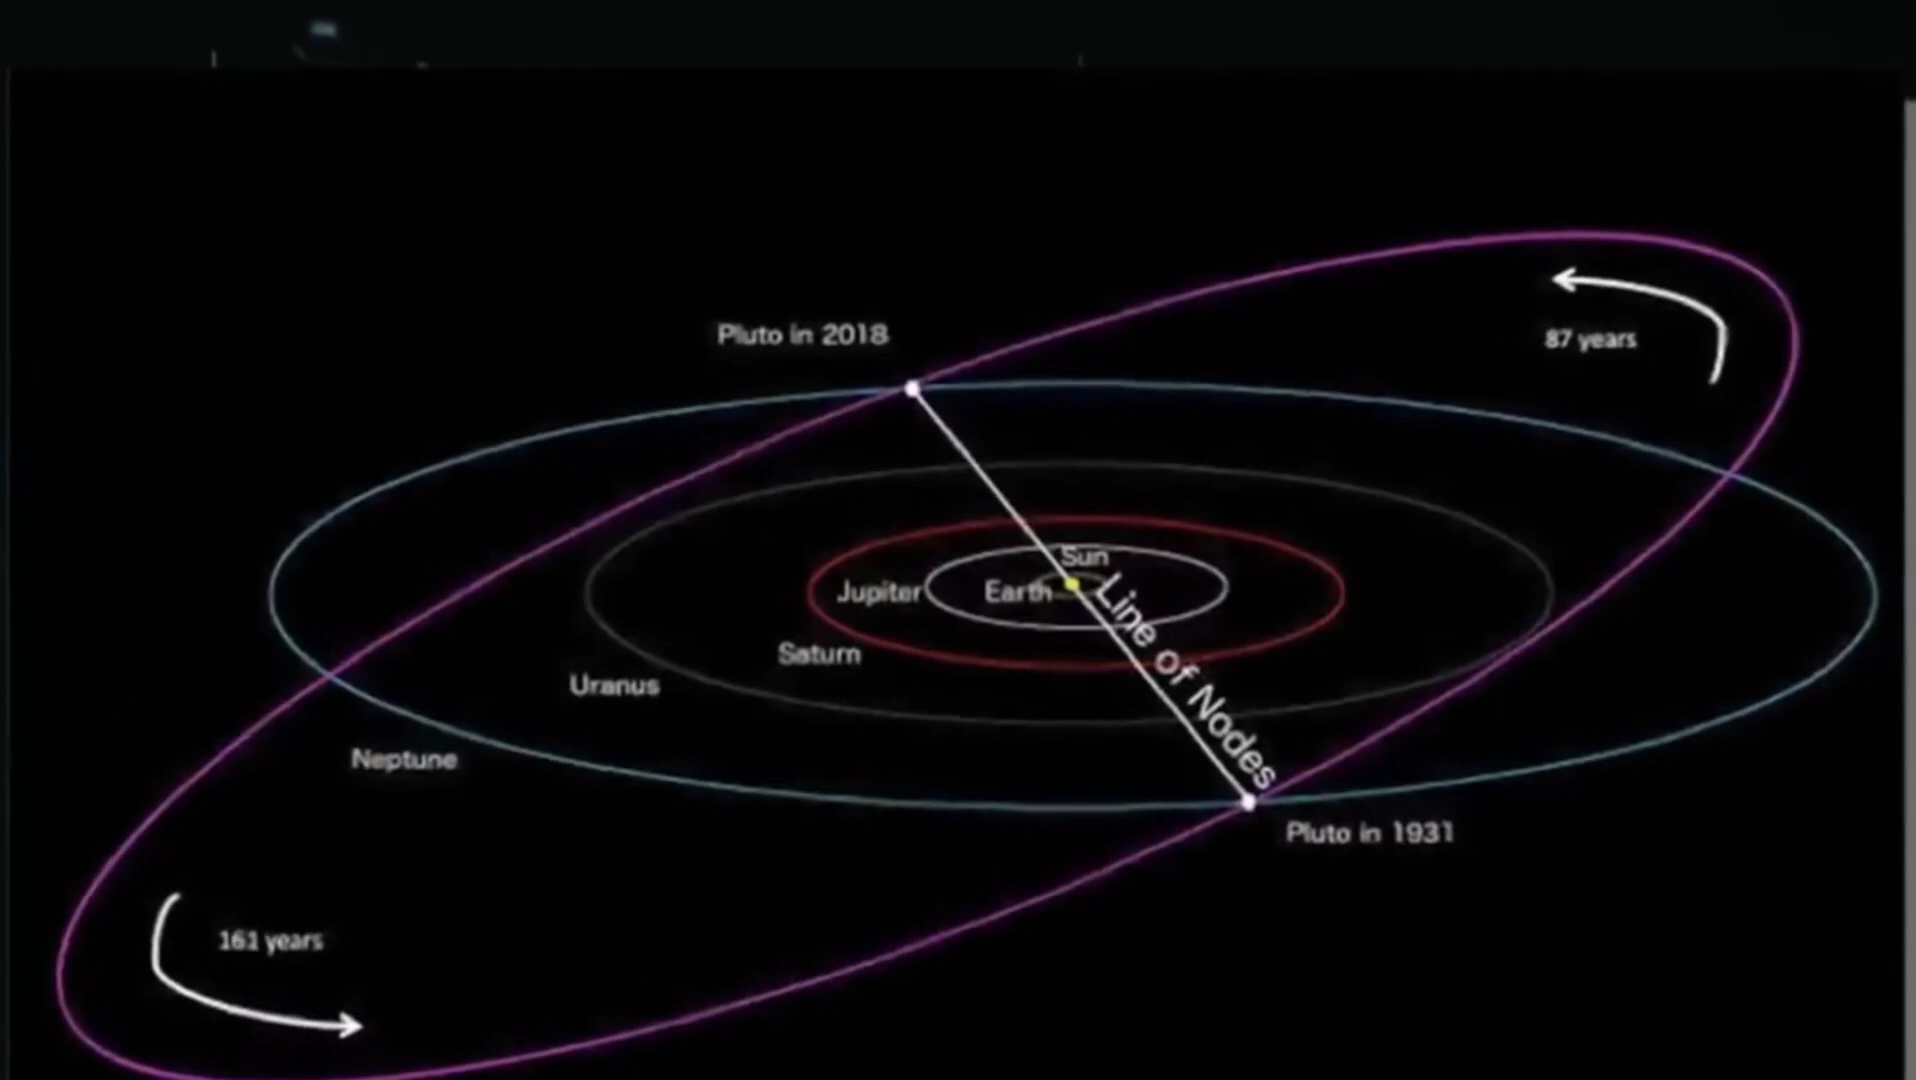 Pluto in 2018
87 years
Sun
Jupiter
Earth
Line of Nodes
Saturn
Uranus
Neptune
Pluto in 1931
161 years